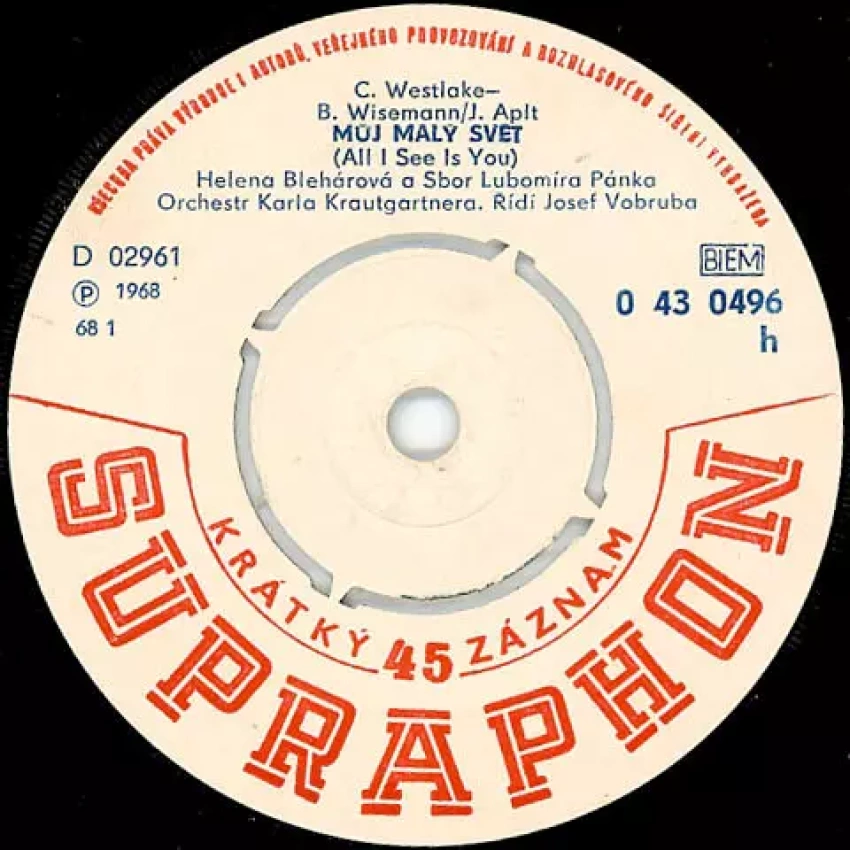 VŠECHNA PRÁVA VÝROBCE I AUTORŮ, VEŘEJNÉHO PROVOZOVÁNÍ A ROZHLASOVÉHO ŠÍŘENÍ VYHRAŽENA
C. Westlake–
B. Wisemann/J. Aplt
MŮJ MALÝ SVĚT
(All I See Is You)
Helena Blehárová a Sbor Lubomíra Pánka
Orchestr Karla Krautgartnera. Řídí Josef Vobruba
D 02961
Ⓟ 1968
68 1
BIEM
0 43 0496
h
KRÁTKÝ 45 ZÁZNAM
SUPRAPHON